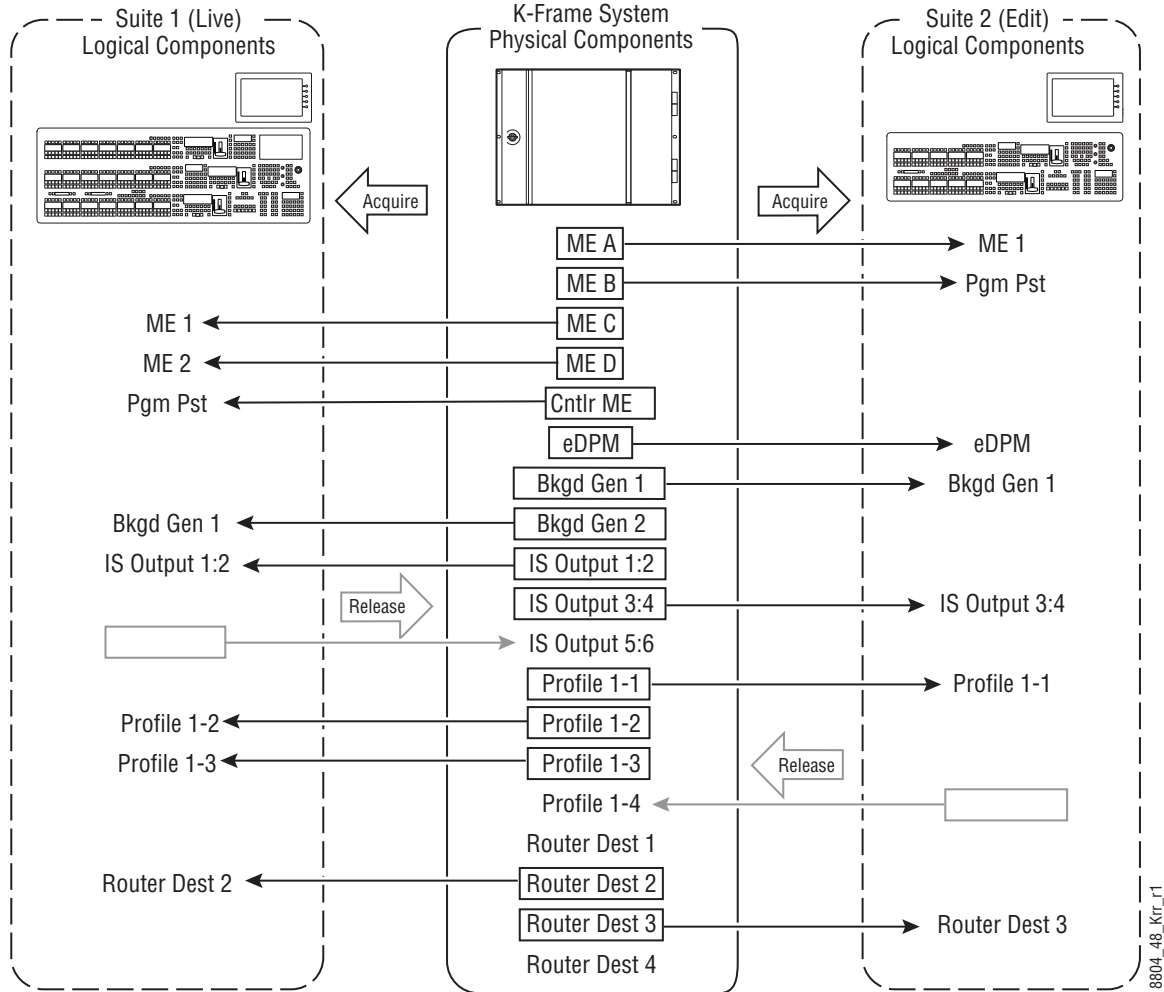 Suite 1 (Live)
Logical Components
K-Frame System
Physical Components
Suite 2 (Edit)
Logical Components
Acquire
Acquire
ME A
ME 1
ME B
Pgm Pst
ME 1
ME C
ME 2
ME D
Pgm Pst
Cntlr ME
eDPM
eDPM
Bkgd Gen 1
Bkgd Gen 1
Bkgd Gen 1
Bkgd Gen 2
IS Output 1:2
IS Output 1:2
Release
IS Output 3:4
IS Output 3:4
IS Output 5:6
Profile 1-1
Profile 1-1
Profile 1-2
Profile 1-2
Profile 1-3
Profile 1-3
Release
Profile 1-4
Router Dest 1
Router Dest 2
Router Dest 2
Router Dest 3
Router Dest 3
Router Dest 4
8804_48_Krr_r1